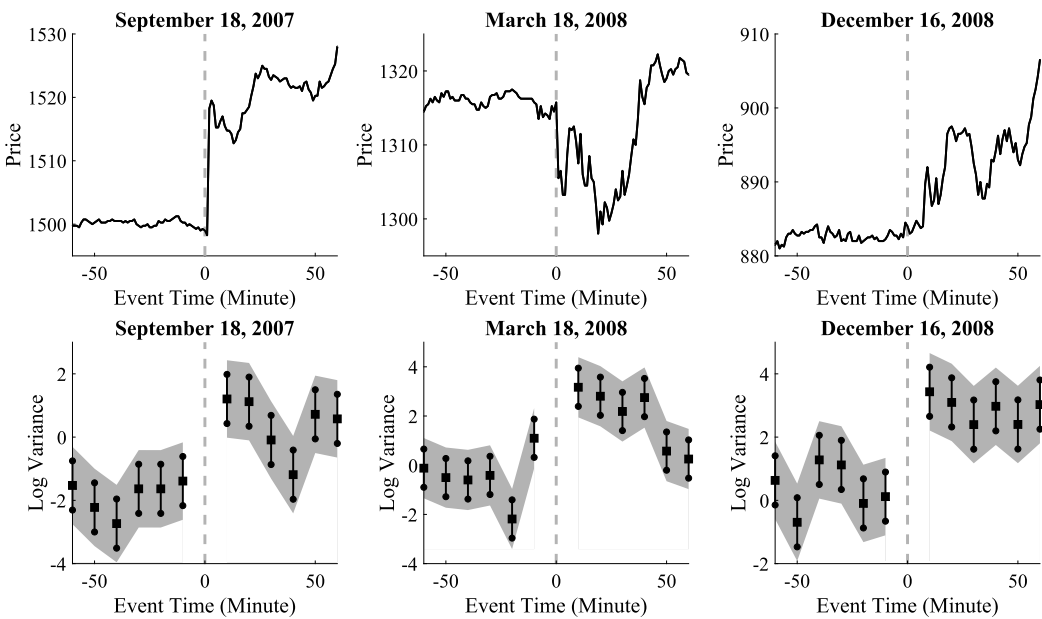 September 18, 2007
March 18, 2008
December 16, 2008
Price
1530
1520
1510
1500
-50
0
50
Event Time (Minute)
Price
1320
1310
1300
-50
0
50
Event Time (Minute)
Price
910
900
890
880
-50
0
50
Event Time (Minute)
September 18, 2007
March 18, 2008
December 16, 2008
Log Variance
2
0
-2
-4
-50
0
50
Event Time (Minute)
Log Variance
4
2
0
-2
-4
-50
0
50
Event Time (Minute)
Log Variance
4
2
0
-2
-50
0
50
Event Time (Minute)